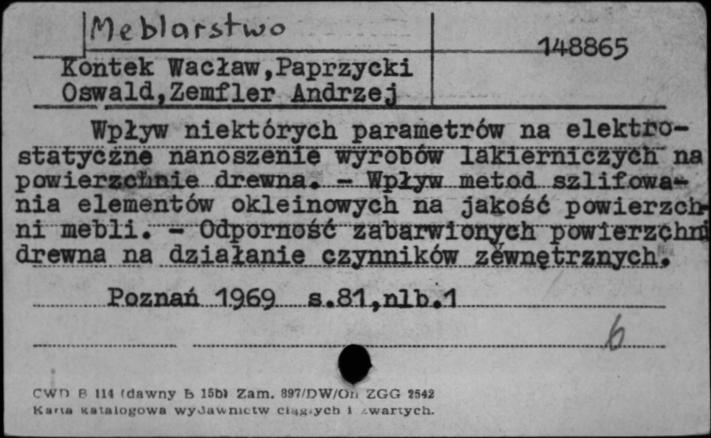 Meblarstwo
148865
Kontek Wacław,Paprzycki
Oswald,Zemfler Andrzej
Wpływ niektórych parametrów na elektro-
statyczne nanoszenie wyrobów lakierniczych na
powierzchnie drewna. - Wpływ metod szlifowa-
nia elementów okleinowych na jakość powierzch-
ni mebli. - Odporność zabarwionych powierzchni
drewna na działanie czynników zewnętrznych.
Poznań 1969 s.81,nlb.1
6
CWD B 114 (dawny B 15b) Zam. 897/DW/On ZGG 2542
Karta katalogowa wydawnictw ciągłych i zwartych.